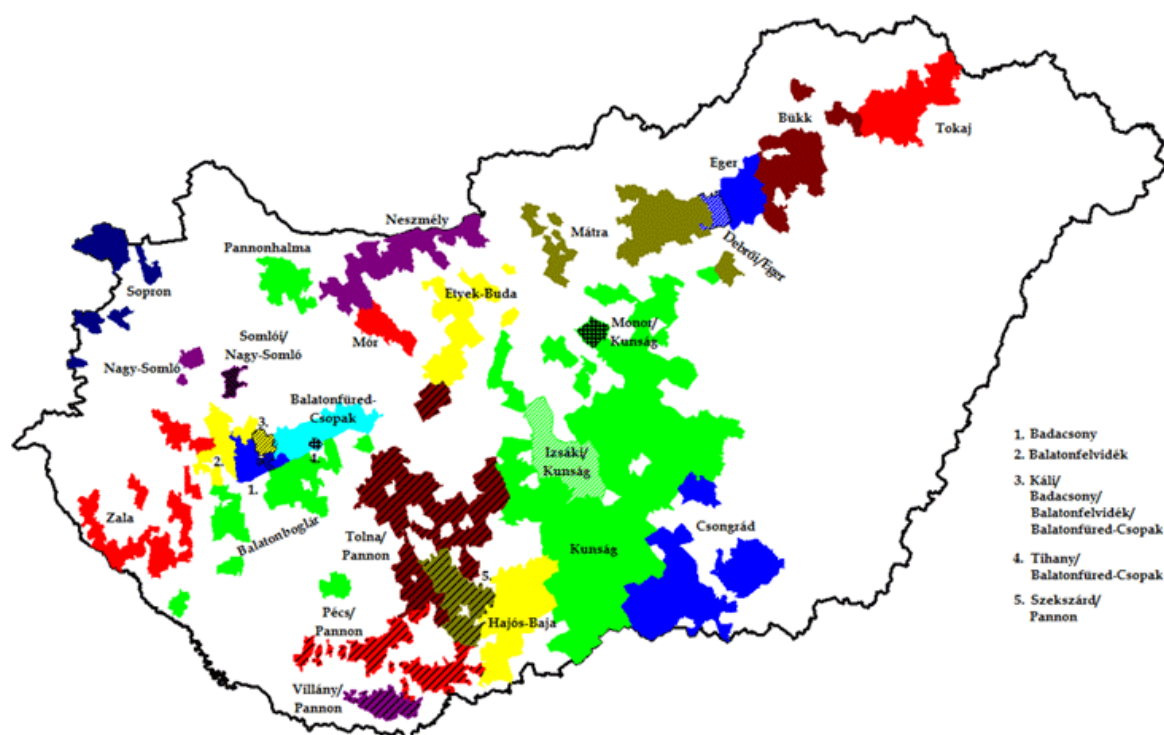 Bükk
Tokaj
Eger
Neszmély
Mátra
Debrői/Eger
Pannonhalma
Sopron
Etyek-Buda
Monor/
Kunság
Somlói/
Nagy-Somló
Mór
Nagy-Somló
Balatonfüred-
Csopak
3.
2.
4.
1.
Izsáki/
Kunság
Zala
Balatonboglár
Tolna/
Pannon
Csongrád
Kunság
5.
Pécs/
Pannon
Hajós-Baja
Villány/
Pannon
1. Badacsony
2. Balatonfelvidék
3. Káli/
Badacsony/
Balatonfelvidék/
Balatonfüred-Csopak
4. Tihany/
Balatonfüred-Csopak
5. Szekszárd/
Pannon